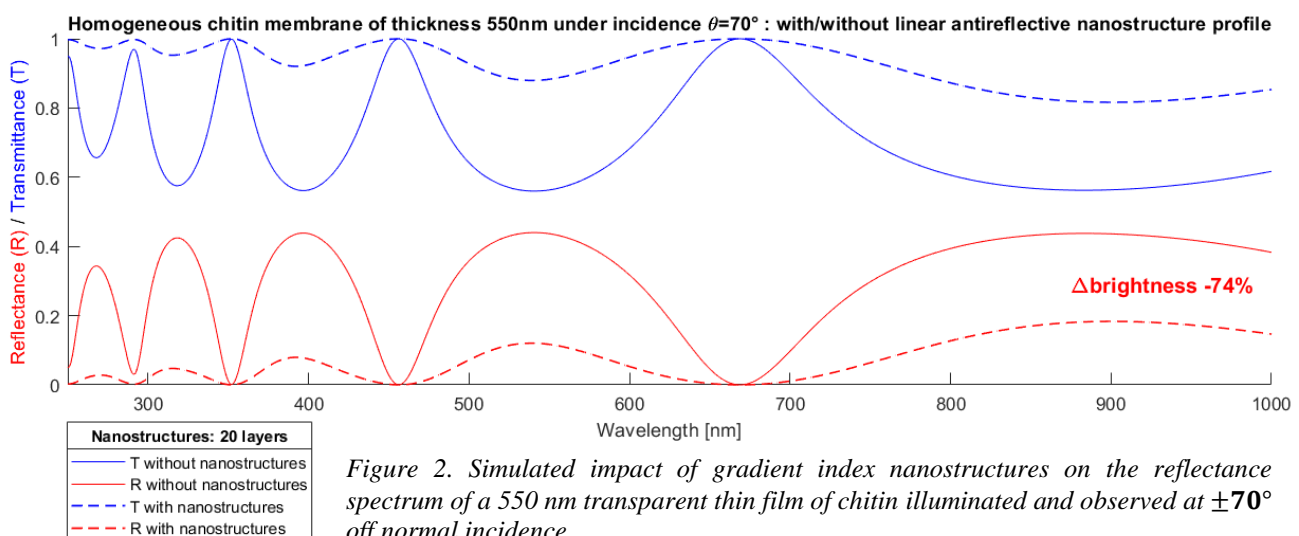 Homogeneous chitin membrane of thickness 550nm under incidence θ=70° : with/without linear antireflective nanostructure profile
Reflectance (R) / Transmittance (T)
1
0.8
0.6
0.4
0.2
0
Δbrightness -74%
300 400 500 600 700 800 900 1000
Wavelength [nm]
Nanostructures: 20 layers
T without nanostructures
R without nanostructures
T with nanostructures
R with nanostructures
Figure 2. Simulated impact of gradient index nanostructures on the reflectance
spectrum of a 550 nm transparent thin film of chitin illuminated and observed at ±70°
off normal incidence